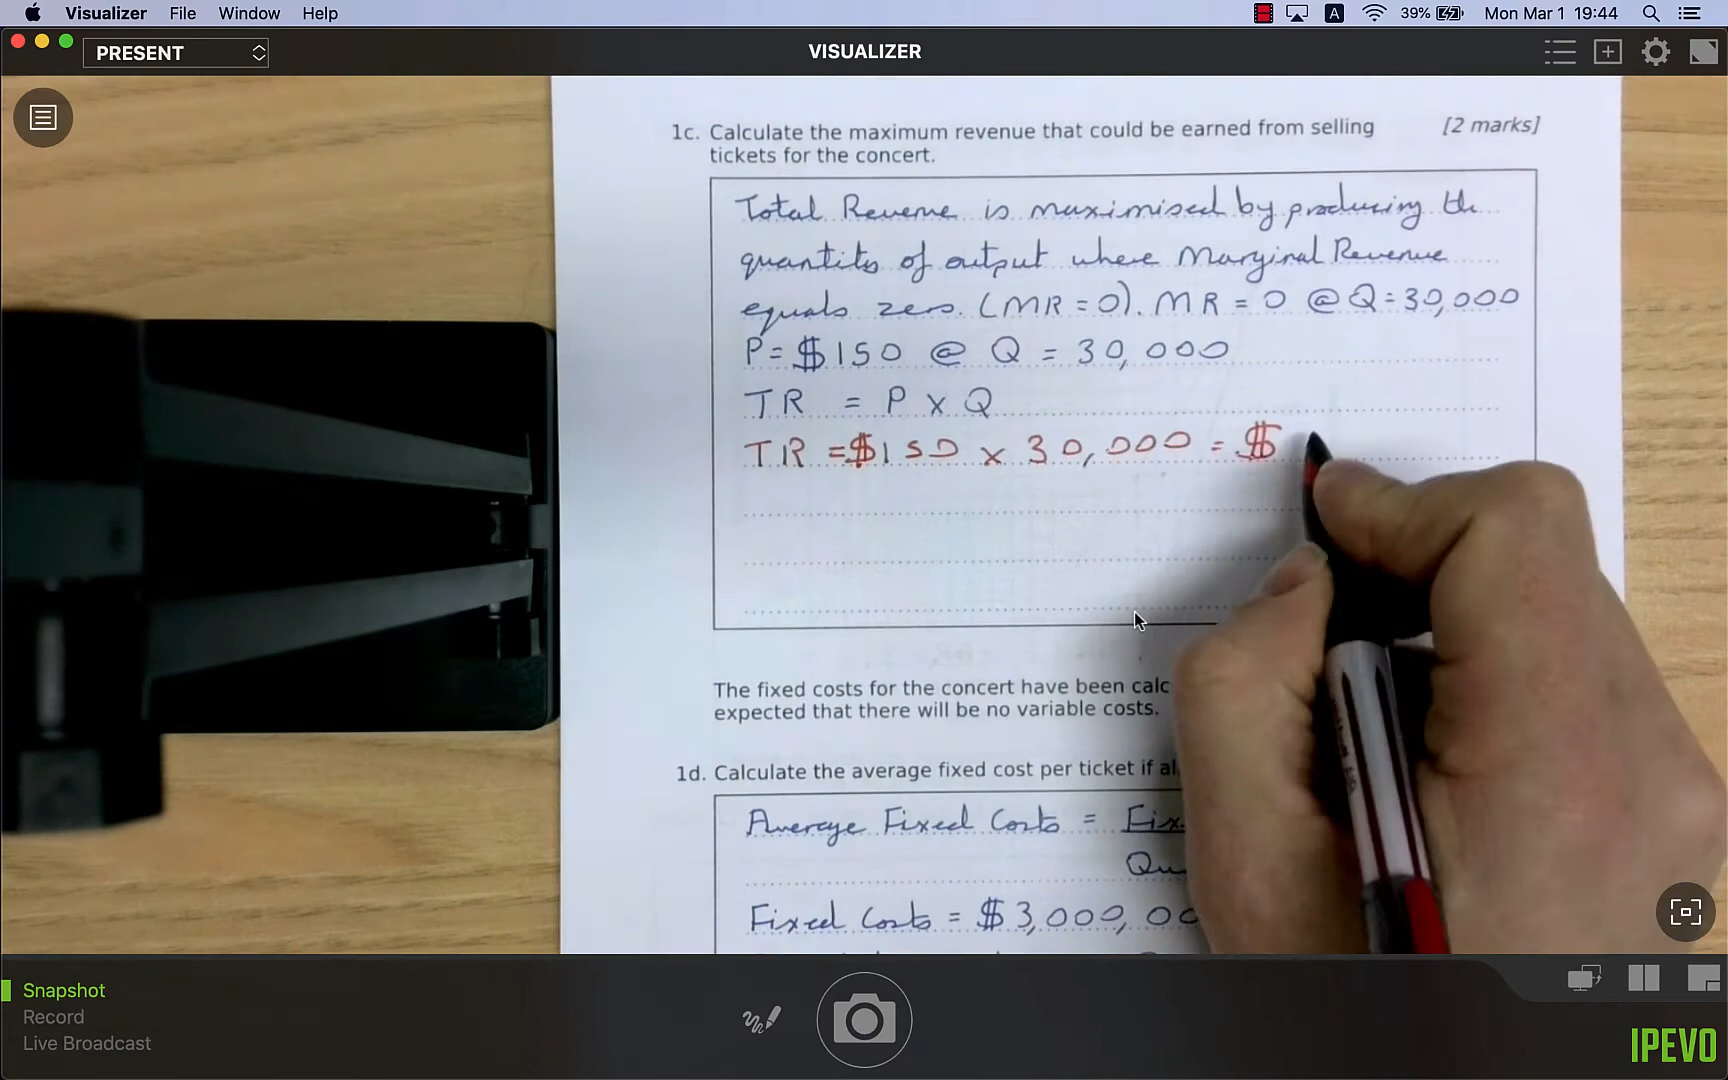 Visualizer File Window Help A 39% Mon Mar 1 19:44
PRESENT VISUALIZER
1c. Calculate the maximum revenue that could be earned from selling [2 marks]
tickets for the concert.
Total Revenue is maximised by producing the
quantity of output where Marginal Revenue
equals zero. (MR = 0). MR = 0 @ Q = 30,000
P = $150 @ Q = 30,000
TR = P x Q
TR = $150 x 30,000 = $
The fixed costs for the concert have been calc
expected that there will be no variable costs.
1d. Calculate the average fixed cost per ticket if al
Average Fixed Costs = Fix
Qu
Fixed Costs = $3,000,00
Snapshot
Record
Live Broadcast
IPEVO